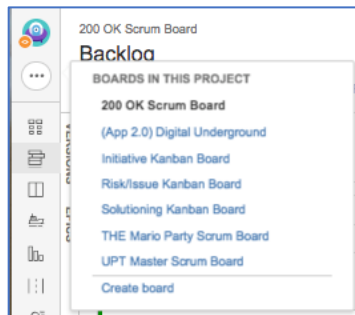 200 OK Scrum Board
Backlog
BOARDS IN THIS PROJECT
200 OK Scrum Board
(App 2.0) Digital Underground
Initiative Kanban Board
Risk/Issue Kanban Board
Solutioning Kanban Board
THE Mario Party Scrum Board
UPT Master Scrum Board
Create board
VERSIONS
EPICS